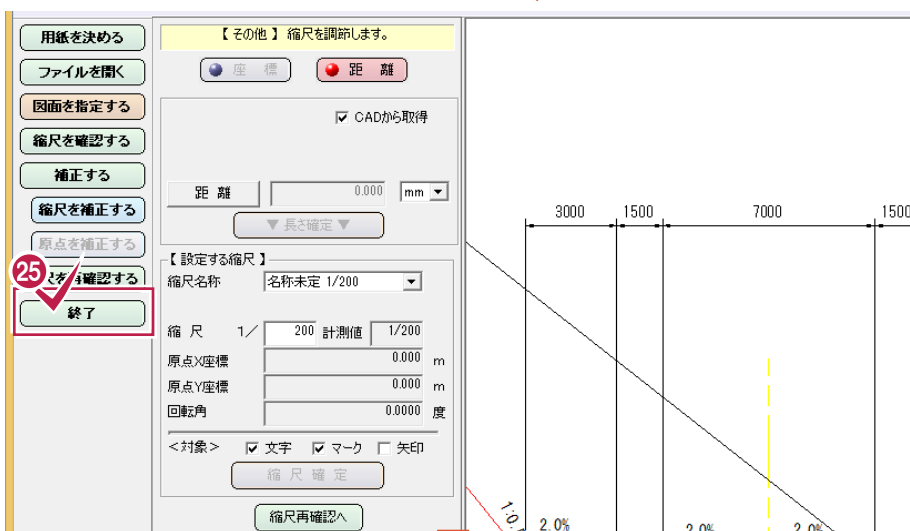 用紙を決める
ファイルを開く
図面を指定する
縮尺を確認する
補正する
縮尺を補正する
原点を補正する
尺を再確認する
25
終了
【その他】縮尺を調節します。
座 標
距 離
CADから取得
距 離
0.000
mm
▼ 長さ確定 ▼
【設定する縮尺】
縮尺名称
名称未定 1/200
縮 尺 1/ 200 計測値 1/200
原点X座標 0.000 m
原点Y座標 0.000 m
回転角 0.0000 度
<対象> 文字 マーク 矢印
縮 尺 確 定
縮尺再確認へ
3000 1500 7000 1500
2.0% 2.0% 2.0%